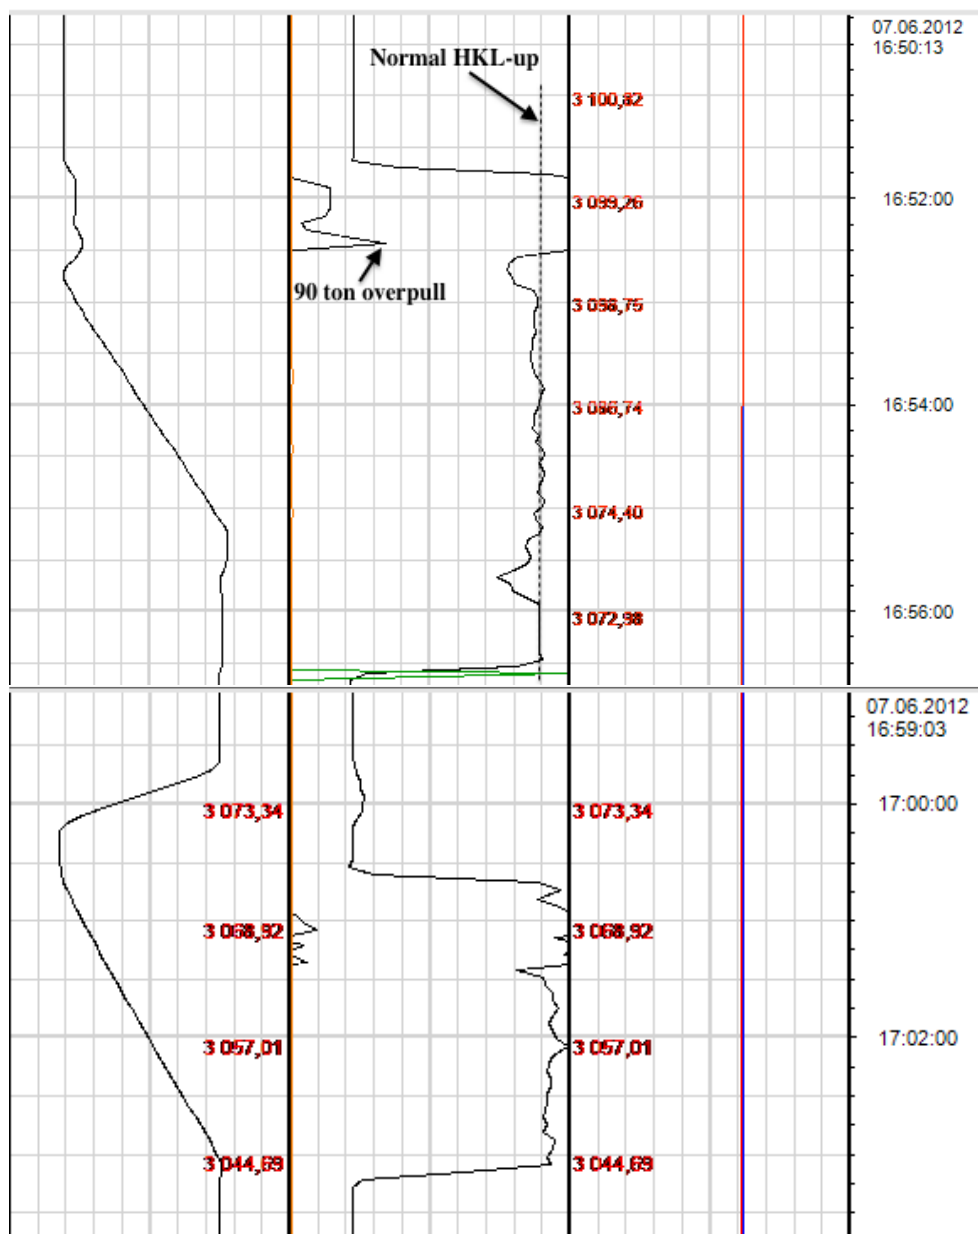 07.06.2012
16:50:13
Normal HKL-up
3 100,82
16:52:00
3 099,26
90 ton overpull
3 098,75
16:54:00
3 086,74
3 074,40
16:56:00
3 072,98
07.06.2012
16:59:03
17:00:00
3 073,34 3 073,34
3 068,92 3 068,92
17:02:00
3 057,01 3 057,01
3 044,69 3 044,69